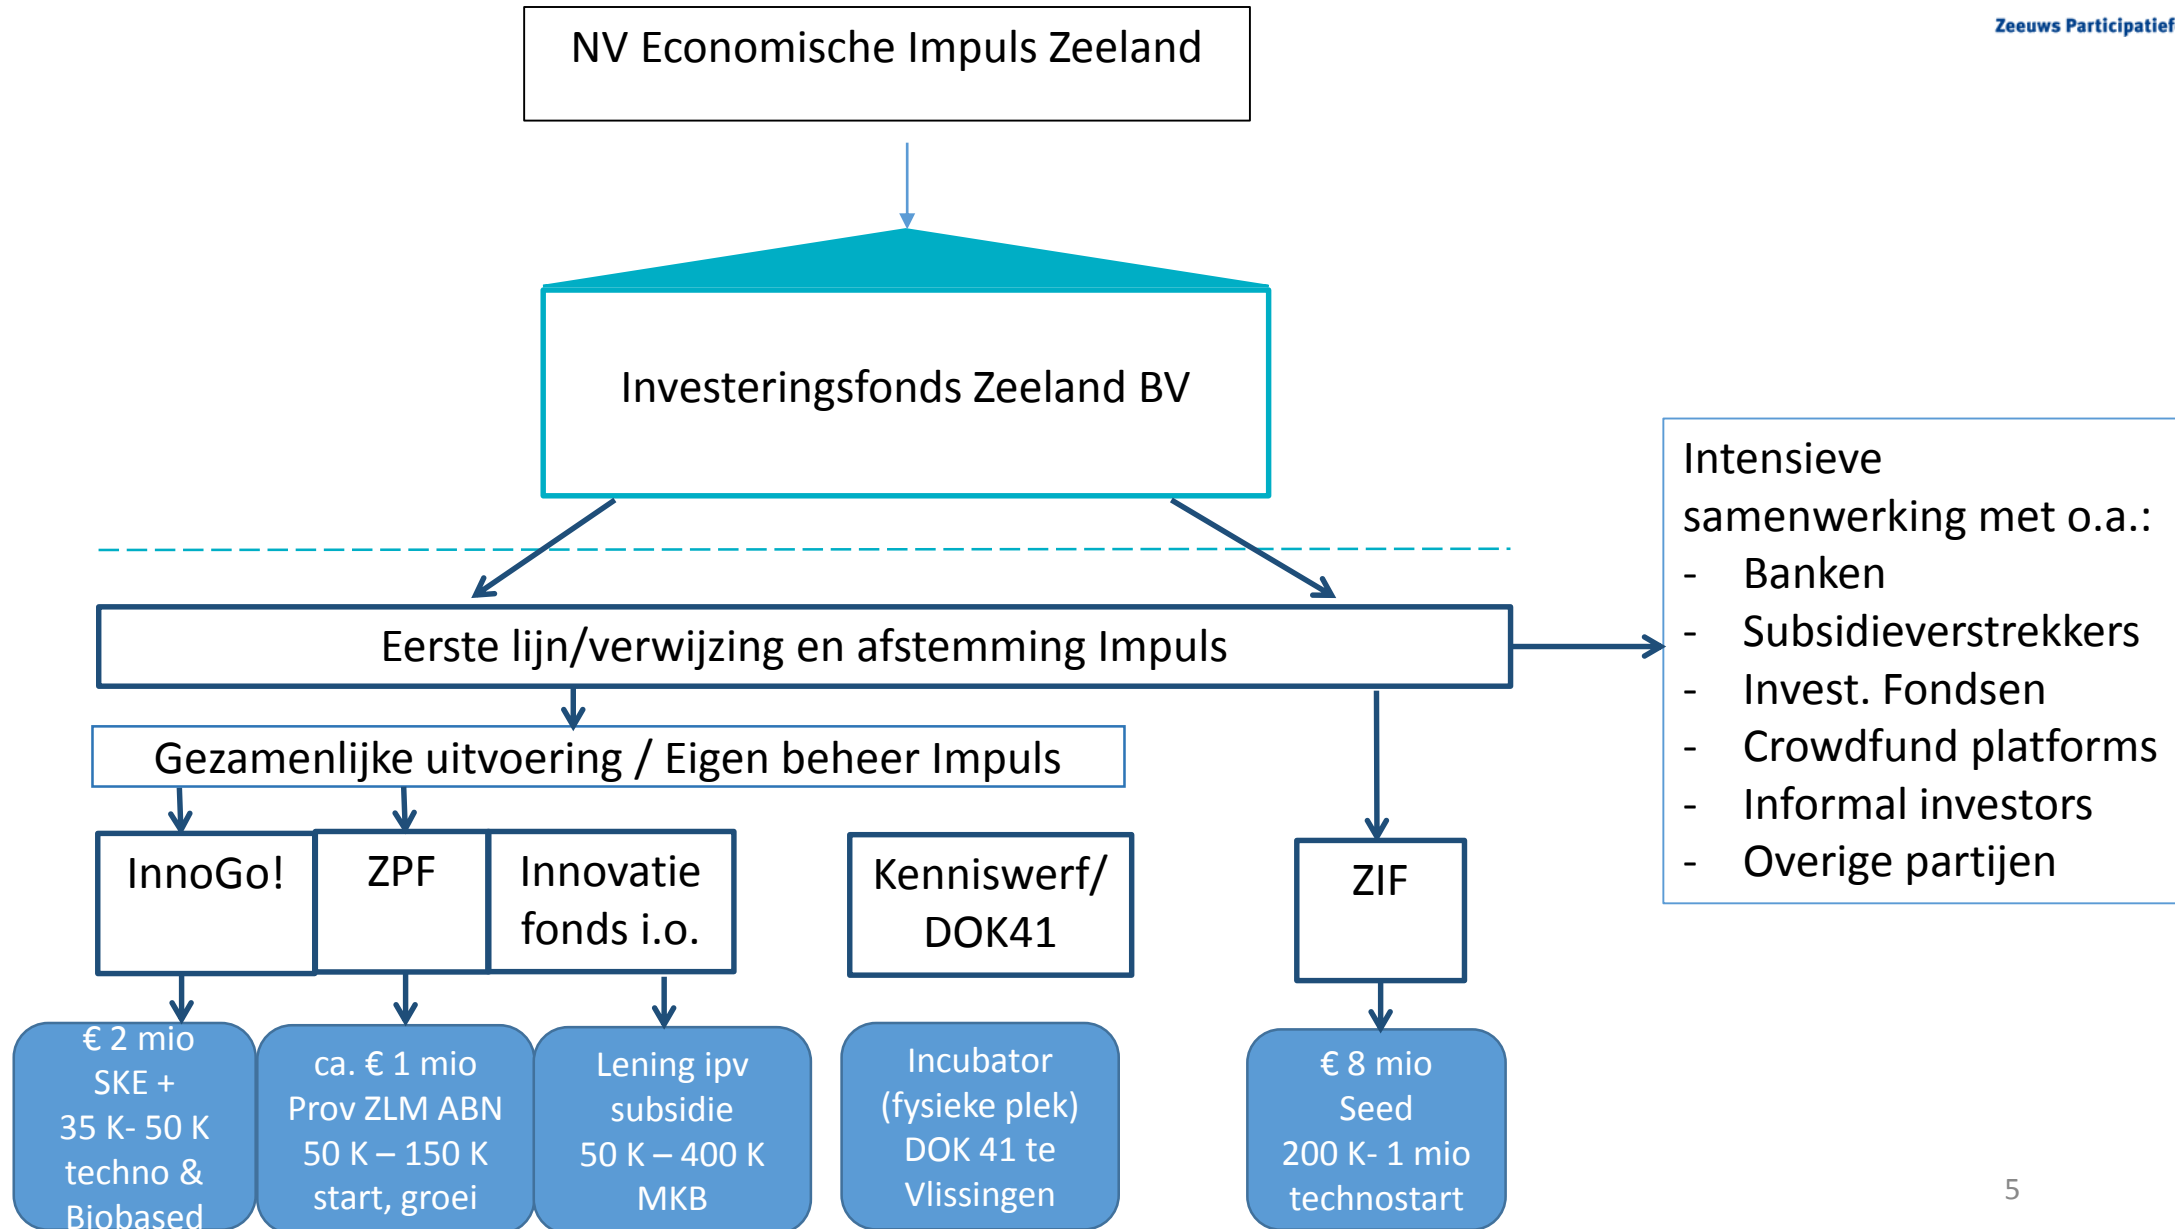 NV Economische Impuls Zeeland
Zeeuws Participatief
Investeringsfonds Zeeland BV
Intensieve
samenwerking met o.a.:
- Banken
- Subsidieverstrekkers
- Invest. Fondsen
- Crowdfund platforms
- Informal investors
- Overige partijen
Eerste lijn/verwijzing en afstemming Impuls
Gezamenlijke uitvoering / Eigen beheer Impuls
InnoGo!
ZPF
Innovatie
fonds i.o.
Kenniswerf/
DOK41
ZIF
€ 2 mio
SKE +
35 K- 50 K
techno &
Biobased
ca. € 1 mio
Prov ZLM ABN
50 K – 150 K
start, groei
Lening ipv
subsidie
50 K – 400 K
MKB
Incubator
(fysieke plek)
DOK 41 te
Vlissingen
€ 8 mio
Seed
200 K- 1 mio
technostart
5